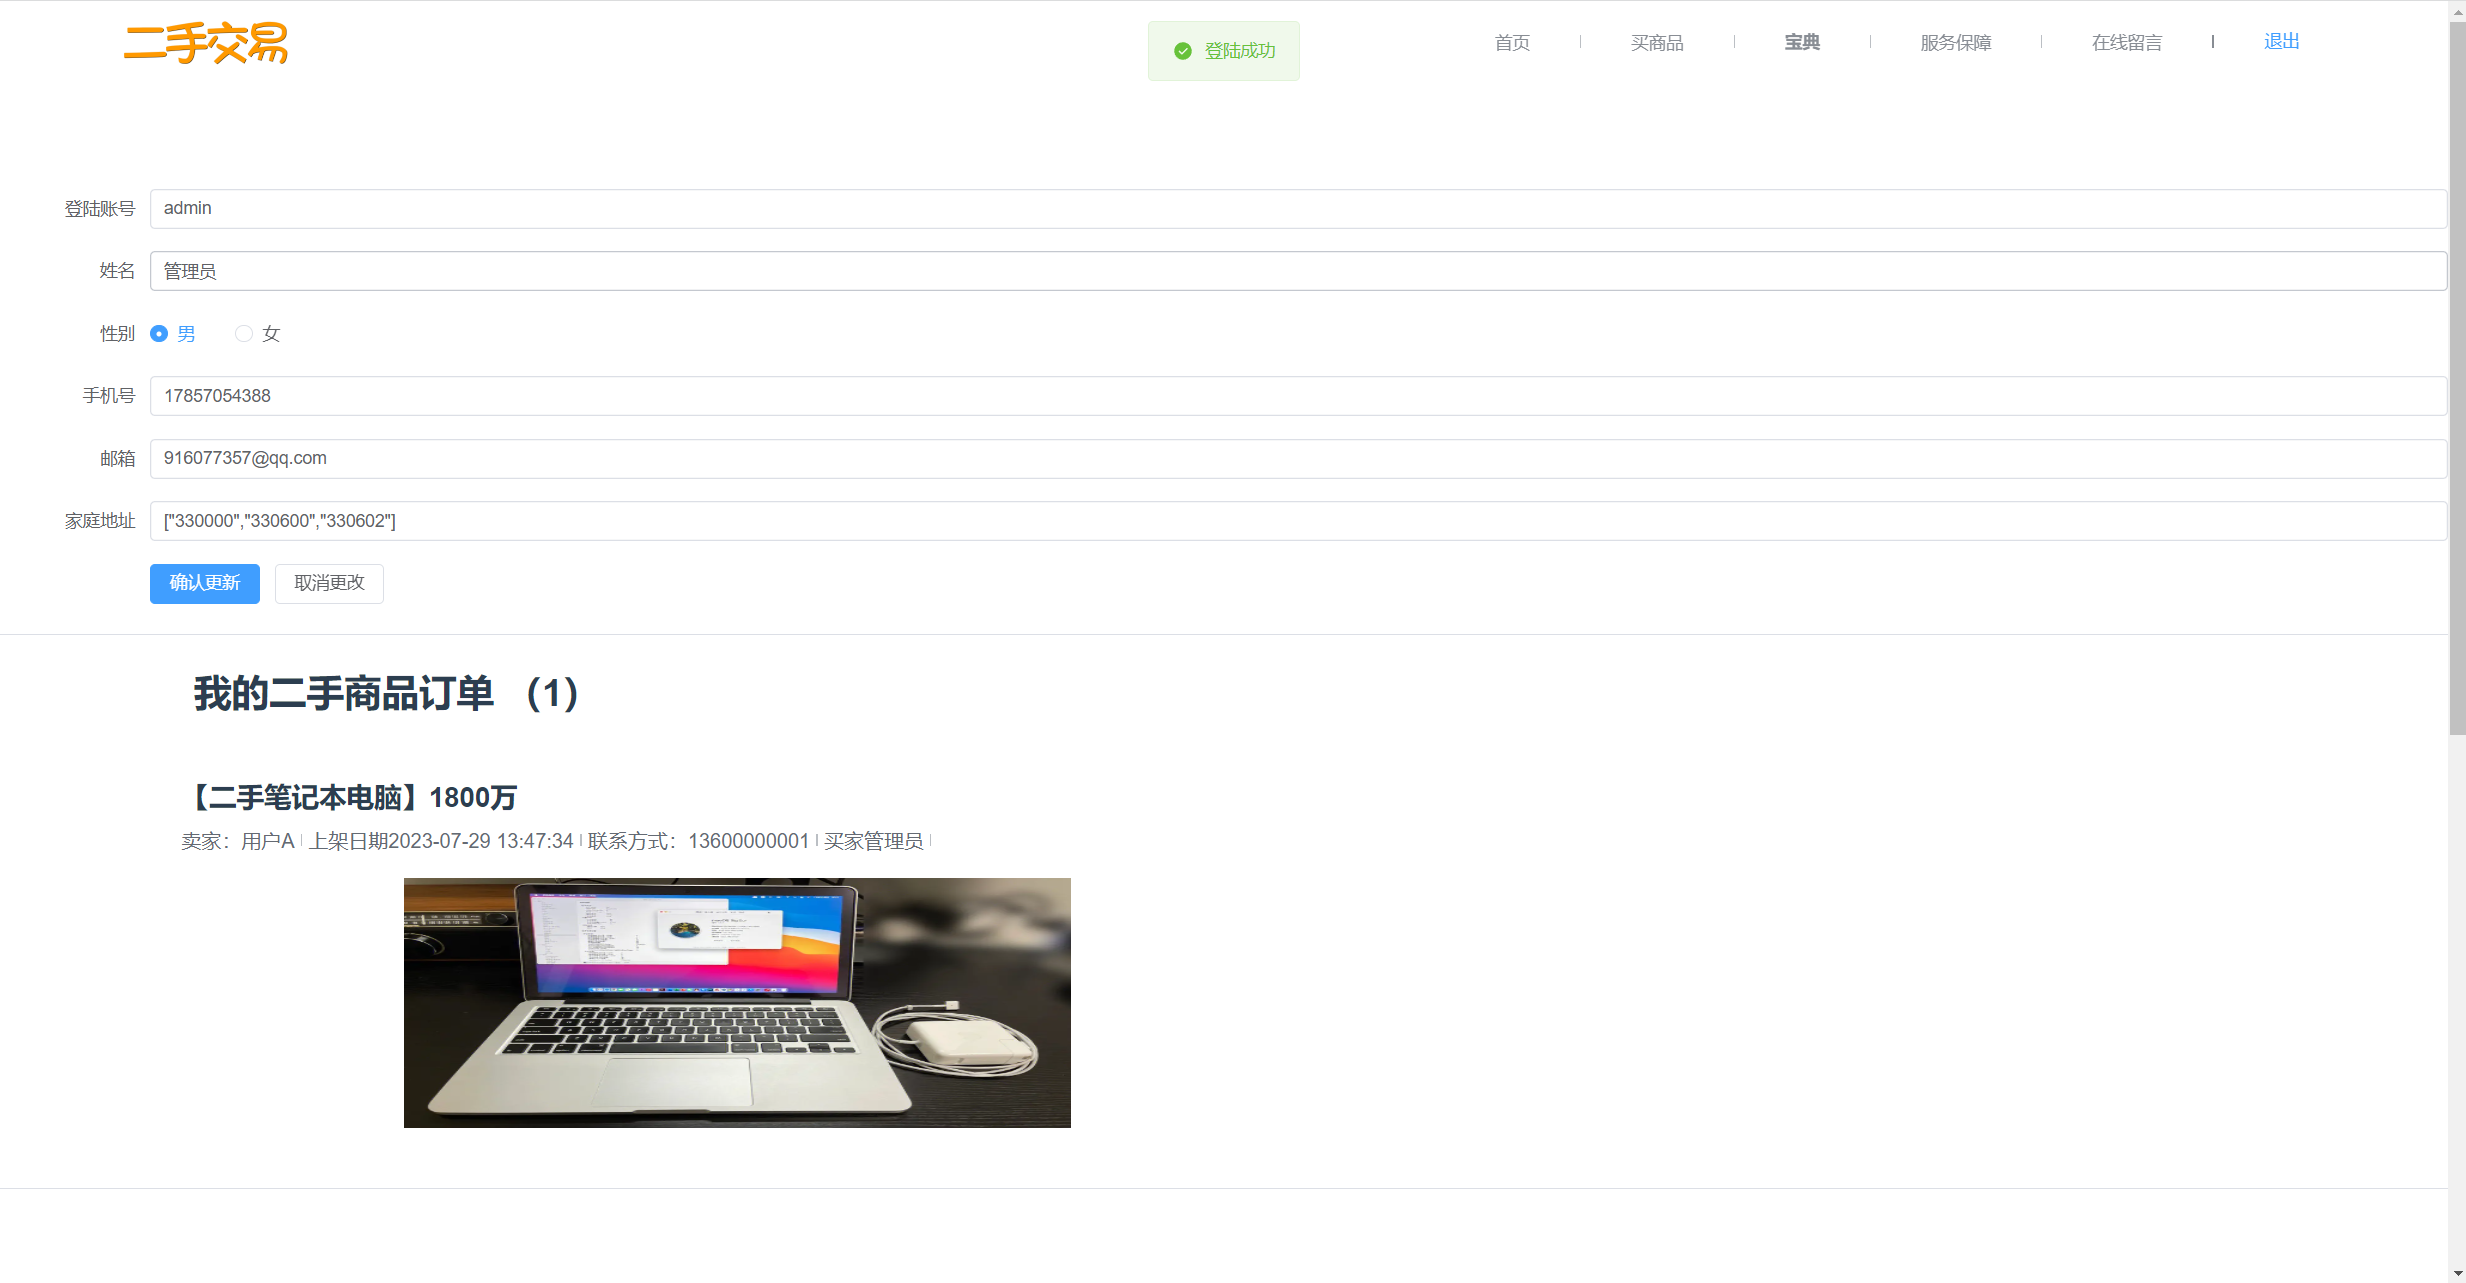 二手交易
登陆成功
首页 买商品 宝典 服务保障 在线留言 退出
登陆账号 admin
姓名 管理员
性别 男 女
手机号 17857054388
邮箱 916077357@qq.com
家庭地址 ["330000","330600","330602"]
确认更新 取消更改
我的二手商品订单 （1）
【二手笔记本电脑】1800万
卖家：用户A 上架日期2023-07-29 13:47:34 联系方式：13600000001 买家管理员